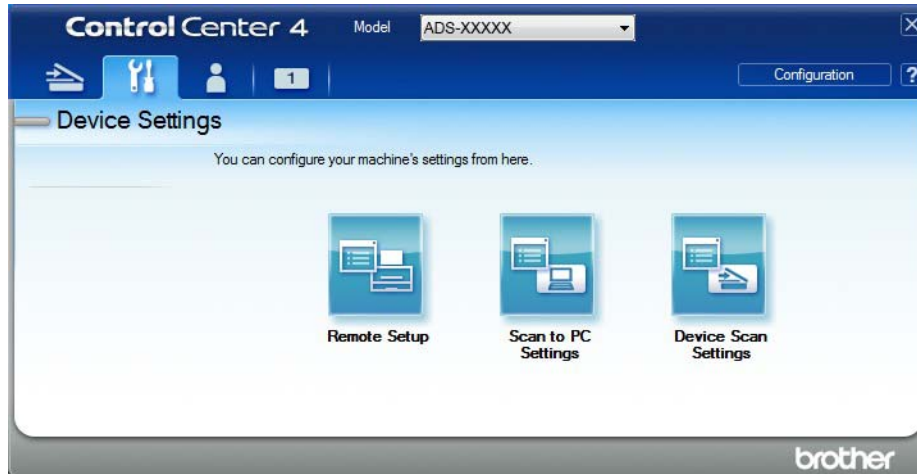 Control Center 4 Model ADS-XXXXX
1 Configuration ?
Device Settings
You can configure your machine's settings from here.
Remote Setup
Scan to PC
Settings
Device Scan
Settings
brother